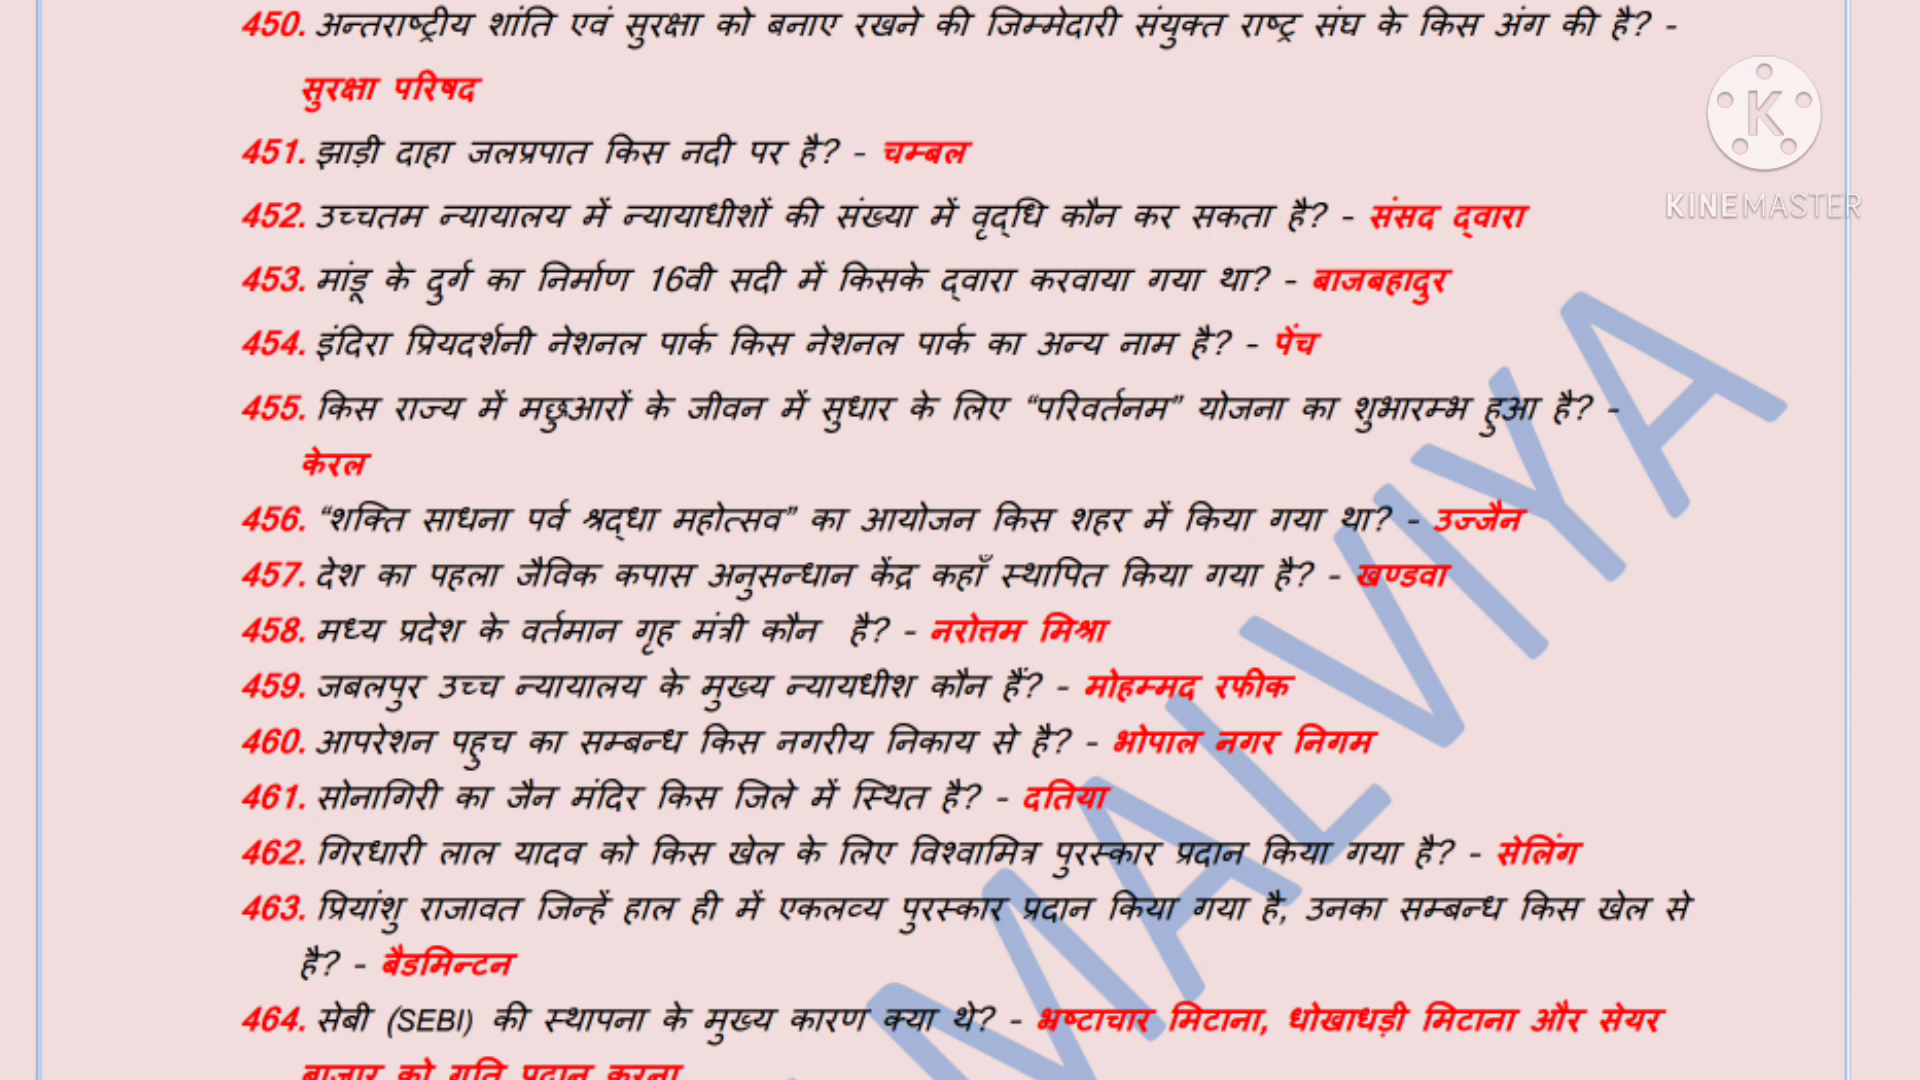 450. अन्तराष्ट्रीय शांति एवं सुरक्षा को बनाए रखने की जिम्मेदारी संयुक्त राष्ट्र संघ के किस अंग की है? -
सुरक्षा परिषद
451. झाड़ी दाहा जलप्रपात किस नदी पर है? - चम्बल
452. उच्चतम न्यायालय में न्यायाधीशों की संख्या में वृद्धि कौन कर सकता है? - संसद द्वारा
453. मांडू के दुर्ग का निर्माण 16वी सदी में किसके द्वारा करवाया गया था? - बाजबहादुर
454. इंदिरा प्रियदर्शनी नेशनल पार्क किस नेशनल पार्क का अन्य नाम है? - पेंच
455. किस राज्य में मछुआरों के जीवन में सुधार के लिए “परिवर्तनम” योजना का शुभारम्भ हुआ है? -
केरल
456. “शक्ति साधना पर्व श्रद्धा महोत्सव” का आयोजन किस शहर में किया गया था? - उज्जैन
457. देश का पहला जैविक कपास अनुसन्धान केंद्र कहाँ स्थापित किया गया है? - खण्डवा
458. मध्य प्रदेश के वर्तमान गृह मंत्री कौन है? - नरोत्तम मिश्रा
459. जबलपुर उच्च न्यायालय के मुख्य न्यायधीश कौन हैं? - मोहम्मद रफीक
460. आपरेशन पहुच का सम्बन्ध किस नगरीय निकाय से है? - भोपाल नगर निगम
461. सोनागिरी का जैन मंदिर किस जिले में स्थित है? - दतिया
462. गिरधारी लाल यादव को किस खेल के लिए विश्वामित्र पुरस्कार प्रदान किया गया है? - सेलिंग
463. प्रियांशु राजावत जिन्हें हाल ही में एकलव्य पुरस्कार प्रदान किया गया है, उनका सम्बन्ध किस खेल से
है? - बैडमिन्टन
464. सेबी (SEBI) की स्थापना के मुख्य कारण क्या थे? - भष्टाचार मिटाना, धोखाधड़ी मिटाना और सेयर
बाजार को गति प्रदान करना
K
KINEMASTER
MALVIYA